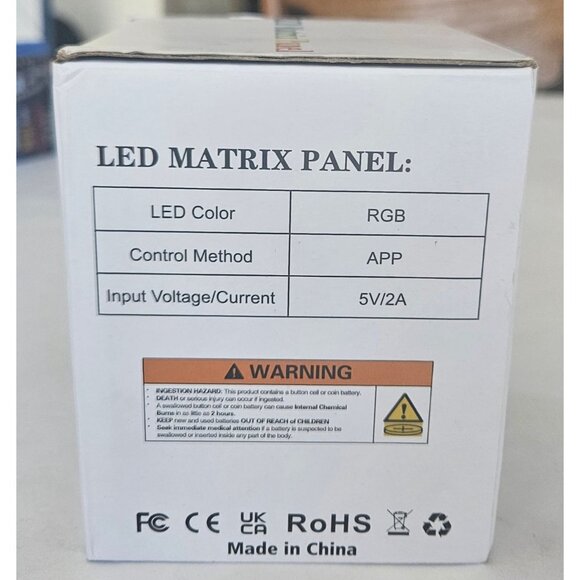 LED MATRIX PANEL:
LED Color RGB
Control Method APP
Input Voltage/Current 5V/2A
WARNING
INGESTION HAZARD: This product contains a button cell or coin battery.
DEATH or serious injury can occur if ingested.
A swallowed button cell or coin battery can cause Internal Chemical
Burns in as little as 2 hours.
KEEP new and used batteries OUT OF REACH of CHILDREN
Seek immediate medical attention if a battery is suspected to be
swallowed or inserted inside any part of the body.
FC CE UK CA RoHS
Made in China